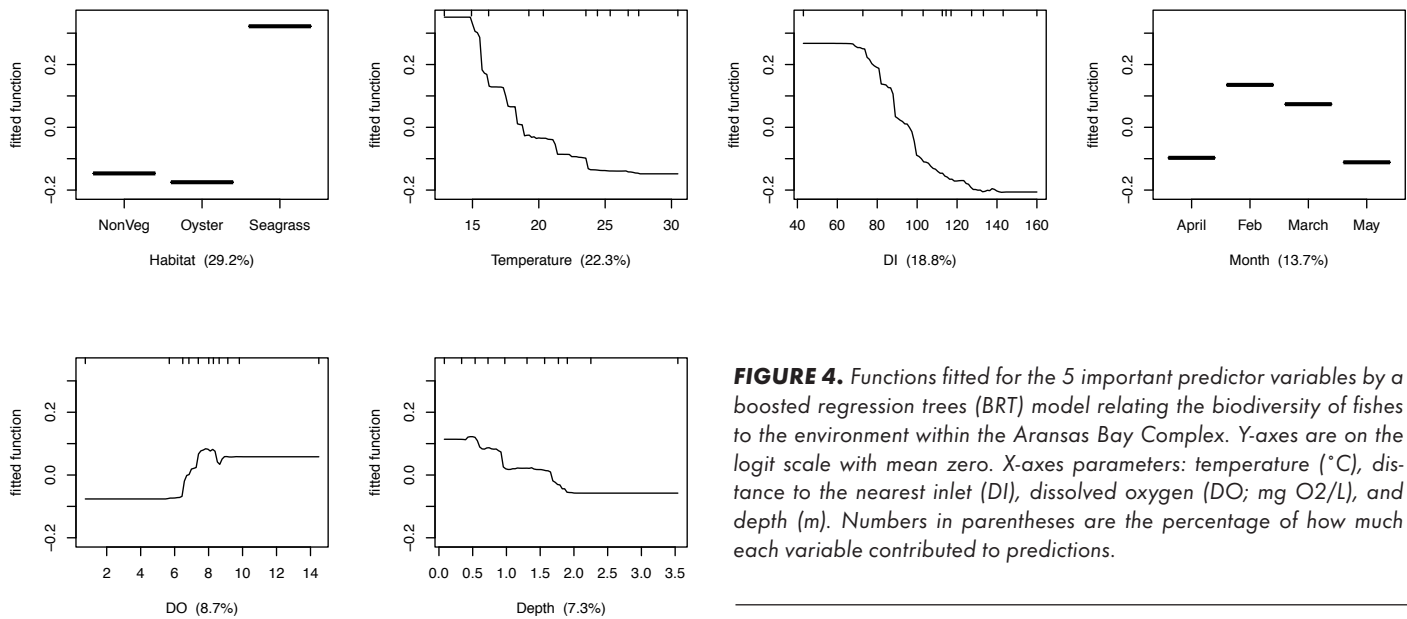 fitted function
0.2
0.0
-0.2
NonVeg Oyster Seagrass
Habitat (29.2%)
fitted function
0.2
0.0
-0.2
15 20 25 30
Temperature (22.3%)
fitted function
0.2
0.0
-0.2
40 60 80 100 120 140 160
DI (18.8%)
fitted function
0.2
0.0
-0.2
April Feb March May
Month (13.7%)
fitted function
0.2
0.0
-0.2
2 4 6 8 10 12 14
DO (8.7%)
fitted function
0.2
0.0
-0.2
0.0 0.5 1.0 1.5 2.0 2.5 3.0 3.5
Depth (7.3%)
FIGURE 4. Functions fitted for the 5 important predictor variables by a
boosted regression trees (BRT) model relating the biodiversity of fishes
to the environment within the Aransas Bay Complex. Y-axes are on the
logit scale with mean zero. X-axes parameters: temperature (˚C), dis-
tance to the nearest inlet (DI), dissolved oxygen (DO; mg O2/L), and
depth (m). Numbers in parentheses are the percentage of how much
each variable contributed to predictions.